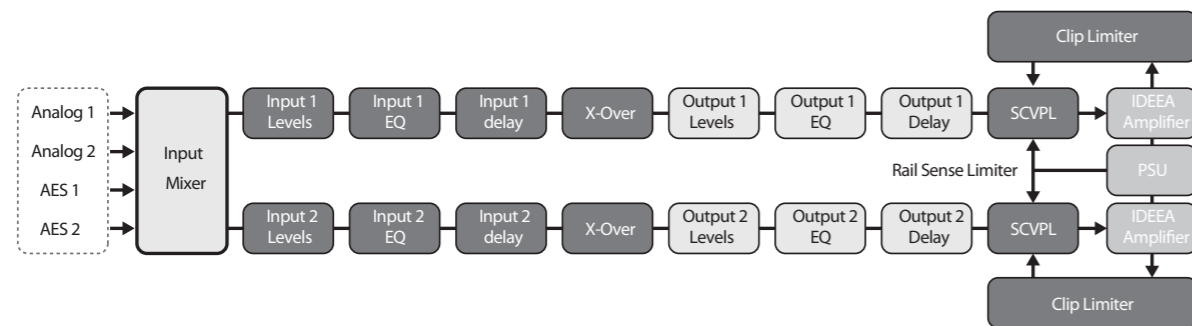 Clip Limiter
Analog 1
Analog 2
AES 1
AES 2
Input
Mixer
Input 1
Levels
Input 1
EQ
Input 1
delay
X-Over
Output 1
Levels
Output 1
EQ
Output 1
Delay
SCVPL
IDEEA
Amplifier
Rail Sense Limiter
PSU
Input 2
Levels
Input 2
EQ
Input 2
delay
X-Over
Output 2
Levels
Output 2
EQ
Output 2
Delay
SCVPL
IDEEA
Amplifier
Clip Limiter